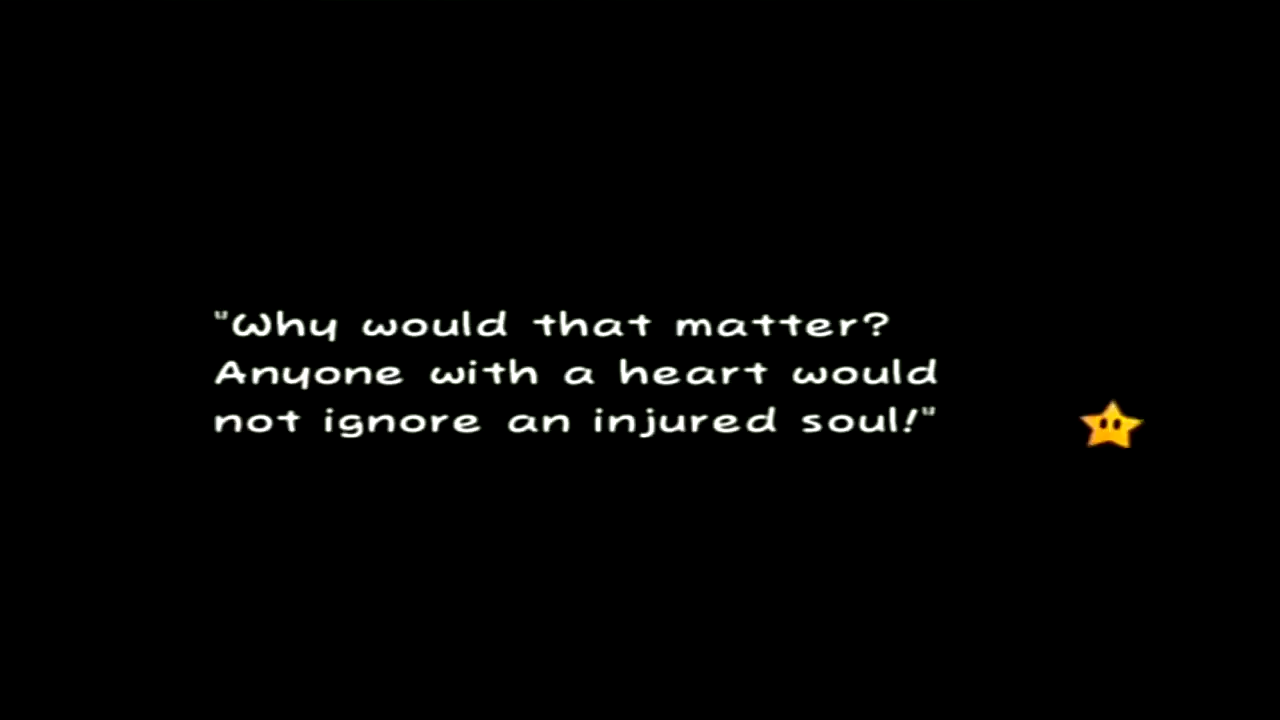 "Why would that matter?
Anyone with a heart would
not ignore an injured soul!"